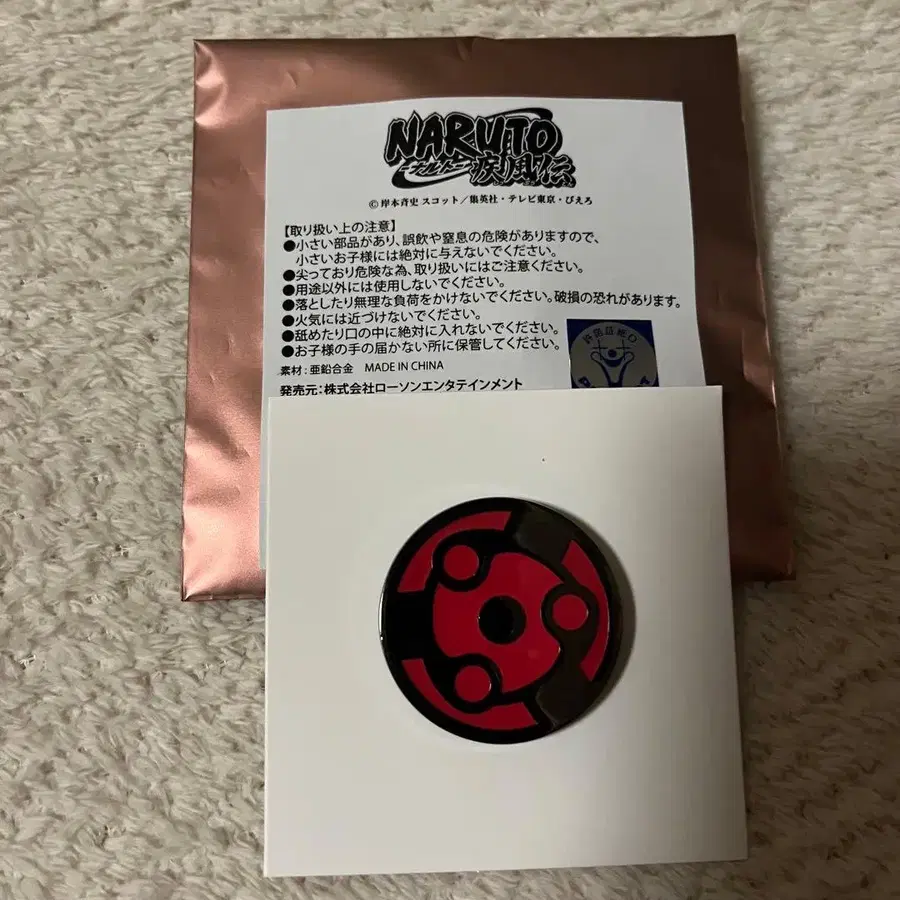 NARUTO
-ナルト-
疾風伝
© 岸本斉史 スコット／集英社・テレビ東京・ぴえろ
【取り扱い上の注意】
●小さい部品があり、誤飲や窒息の危険がありますので、
小さいお子様には絶対に与えないでください。
●尖っており危険な為、取り扱いにはご注意ください。
●用途以外には使用しないでください。
●落としたり無理な負荷をかけないでください。破損の恐れがあります。
●火気には近づけないでください。
●舐めたり口の中に絶対に入れないでください。
●お子様の手の届かない所に保管してください。
素材：亜鉛合金 MADE IN CHINA
発売元：株式会社ローソンエンタテインメント